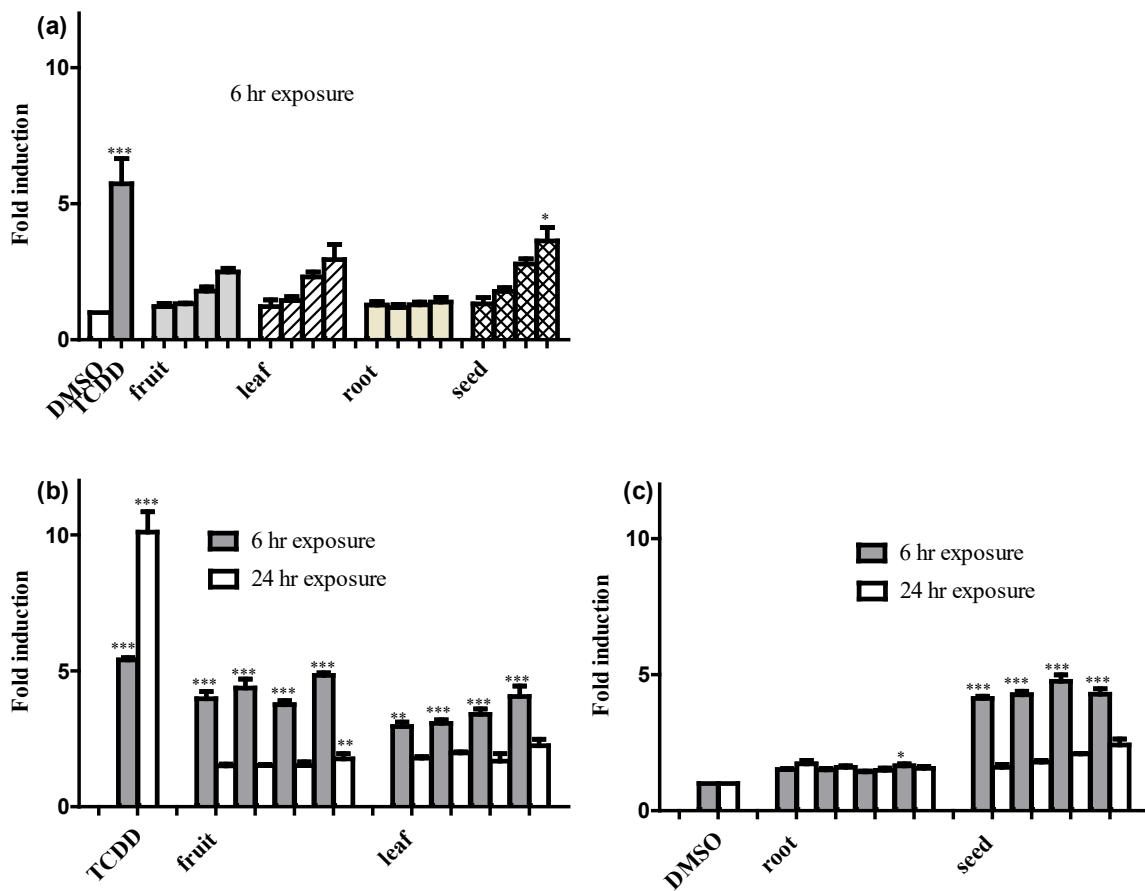 (a)
10
5
0
Fold induction
6 hr exposure
***
*
DMSO
TCDD
fruit
leaf
root
seed
(b)
10
5
0
Fold induction
6 hr exposure
24 hr exposure
***
***
***
***
***
***
**
**
***
***
***
TCDD
fruit
leaf
(c)
10
5
0
Fold induction
6 hr exposure
24 hr exposure
*
***
***
***
***
DMSO
root
seed